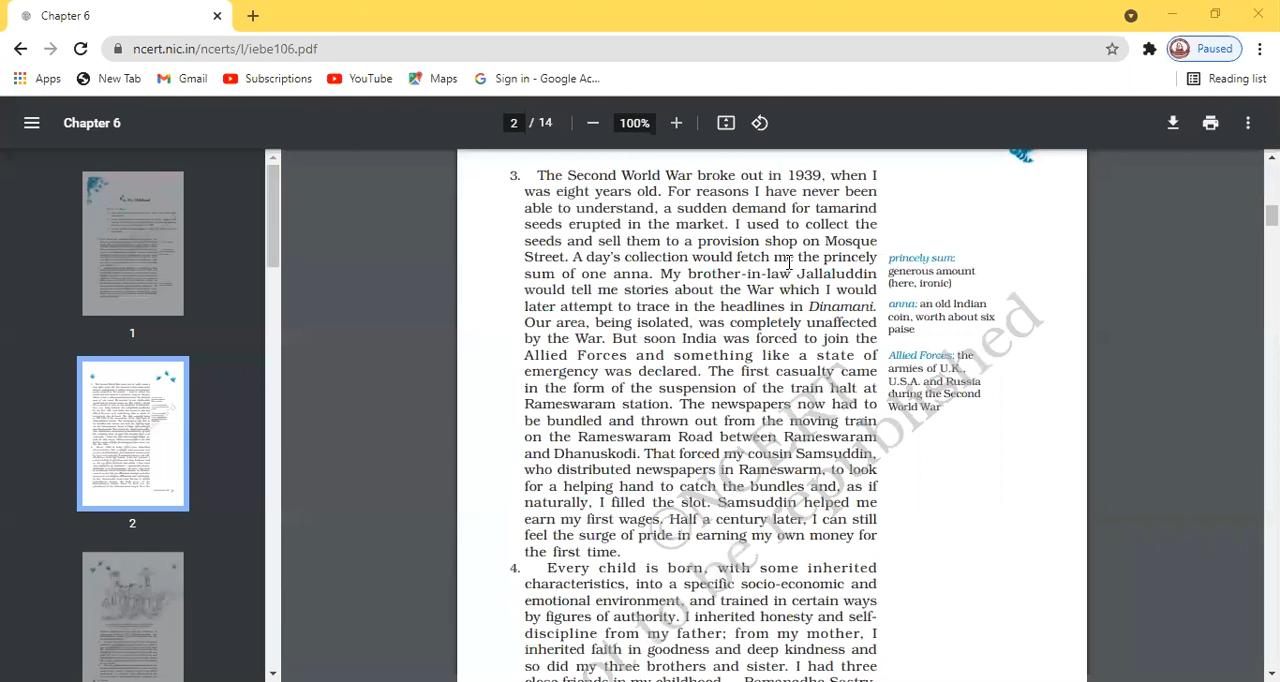 Chapter 6
ncert.nic.in/ncerts/l/iebe106.pdf
Paused
Apps
New Tab
Gmail
Subscriptions
YouTube
Maps
Sign in - Google Ac...
Reading list
Chapter 6
2 / 14
100%
1
2
3. The Second World War broke out in 1939, when I
was eight years old. For reasons I have never been
able to understand, a sudden demand for tamarind
seeds erupted in the market. I used to collect the
seeds and sell them to a provision shop on Mosque
Street. A day's collection would fetch me the princely
sum of one anna. My brother-in-law Jallaluddin
would tell me stories about the War which I would
later attempt to trace in the headlines in Dinamani.
Our area, being isolated, was completely unaffected
by the War. But soon India was forced to join the
Allied Forces and something like a state of
emergency was declared. The first casualty came
in the form of the suspension of the train halt at
Rameswaram station. The newspapers now had to
be bundled and thrown out from the moving train
on the Rameswaram Road between Rameswaram
and Dhanuskodi. That forced my cousin Samsuddin,
who distributed newspapers in Rameswaram, to look
for a helping hand to catch the bundles and, as if
naturally, I filled the slot. Samsuddin helped me
earn my first wages. Half a century later, I can still
feel the surge of pride in earning my own money for
the first time.
4. Every child is born, with some inherited
characteristics, into a specific socio-economic and
emotional environment, and trained in certain ways
by figures of authority. I inherited honesty and self-
discipline from my father; from my mother, I
inherited faith in goodness and deep kindness and
so did my three brothers and sister. I had three
close friends in my childhood — Ramanadha Sastry,
princely sum:
generous amount
(here, ironic)
anna: an old Indian
coin, worth about six
paise
Allied Forces: the
armies of U.K.,
U.S.A. and Russia
during the Second
World War
©NCERT
not to be republished